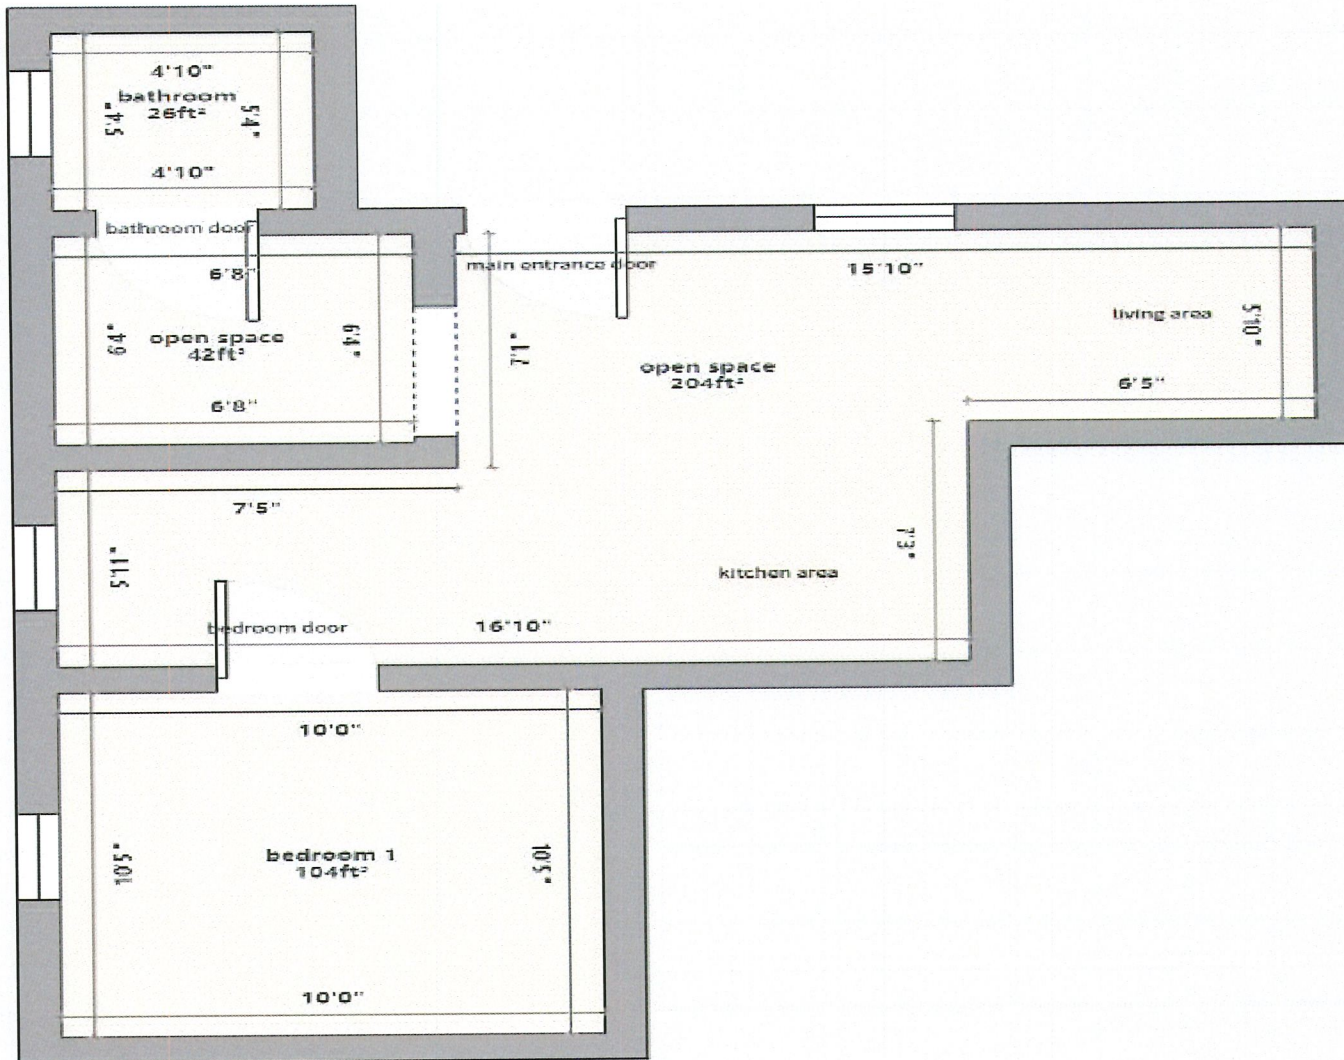 4'10"
bathroom
26ft²
5'4"
5'4"
4'10"
bathroom door
6'8"
main entrance door
15'10"
living area
5'10"
6'4"
open space
42ft²
6'4"
7'1"
open space
204ft²
6'5"
6'8"
7'5"
5'11"
7'3"
kitchen area
bedroom door
16'10"
10'0"
bedroom 1
104ft²
10'5"
10'5"
10'0"